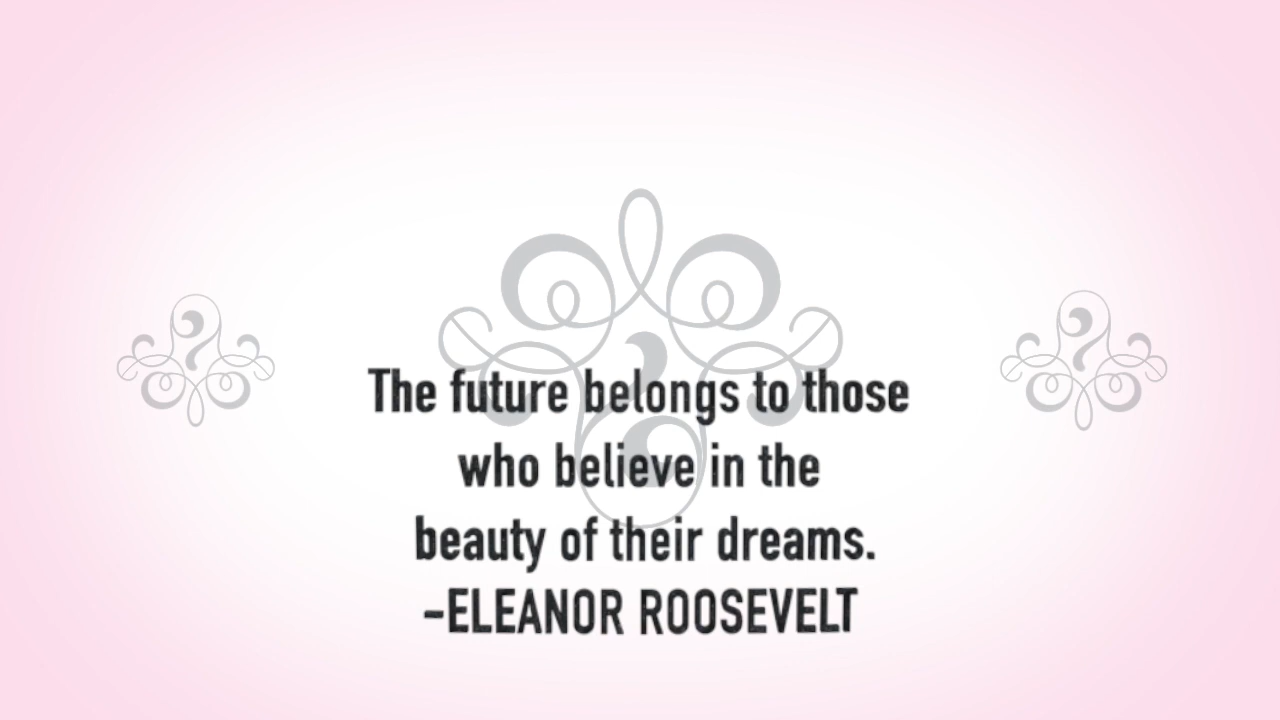 The future belongs to those
who believe in the
beauty of their dreams.
-ELEANOR ROOSEVELT